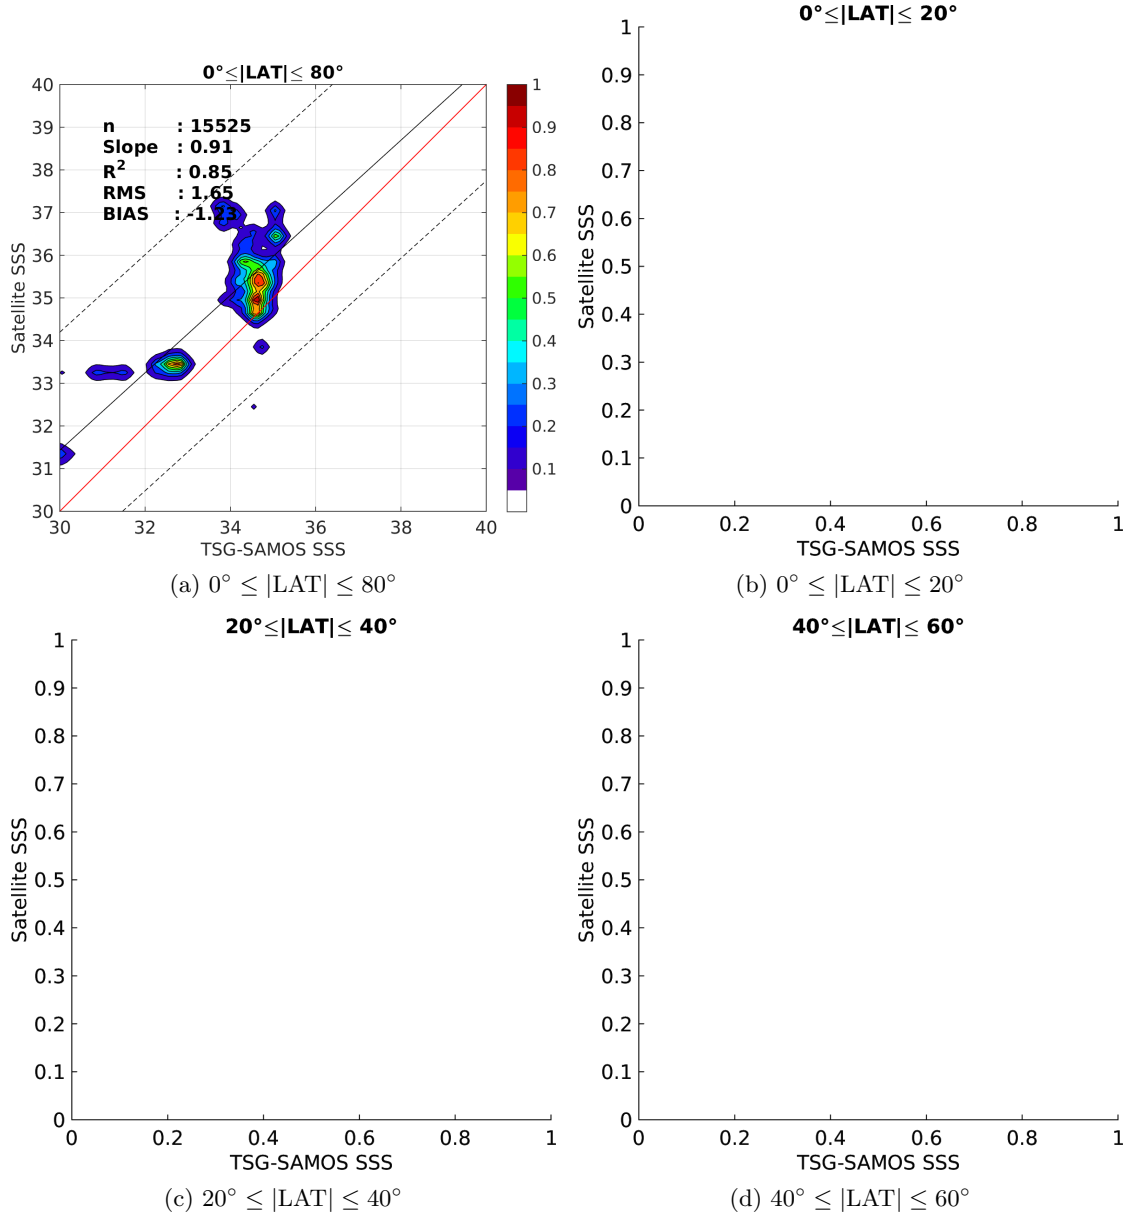 0°≤|LAT|≤ 80°
40
39
38
37
36
35
34
33
32
31
30
Satellite SSS
n : 15525
Slope : 0.91
R² : 0.85
RMS : 1.65
BIAS : -1.23
30 32 34 36 38 40
TSG-SAMOS SSS
1
0.9
0.8
0.7
0.6
0.5
0.4
0.3
0.2
0.1
(a) 0° ≤ |LAT| ≤ 80°
0°≤|LAT|≤ 20°
1
0.9
0.8
0.7
0.6
0.5
0.4
0.3
0.2
0.1
0
Satellite SSS
0 0.2 0.4 0.6 0.8 1
TSG-SAMOS SSS
(b) 0° ≤ |LAT| ≤ 20°
20°≤|LAT|≤ 40°
1
0.9
0.8
0.7
0.6
0.5
0.4
0.3
0.2
0.1
0
Satellite SSS
0 0.2 0.4 0.6 0.8 1
TSG-SAMOS SSS
(c) 20° ≤ |LAT| ≤ 40°
40°≤|LAT|≤ 60°
1
0.9
0.8
0.7
0.6
0.5
0.4
0.3
0.2
0.1
0
Satellite SSS
0 0.2 0.4 0.6 0.8 1
TSG-SAMOS SSS
(d) 40° ≤ |LAT| ≤ 60°